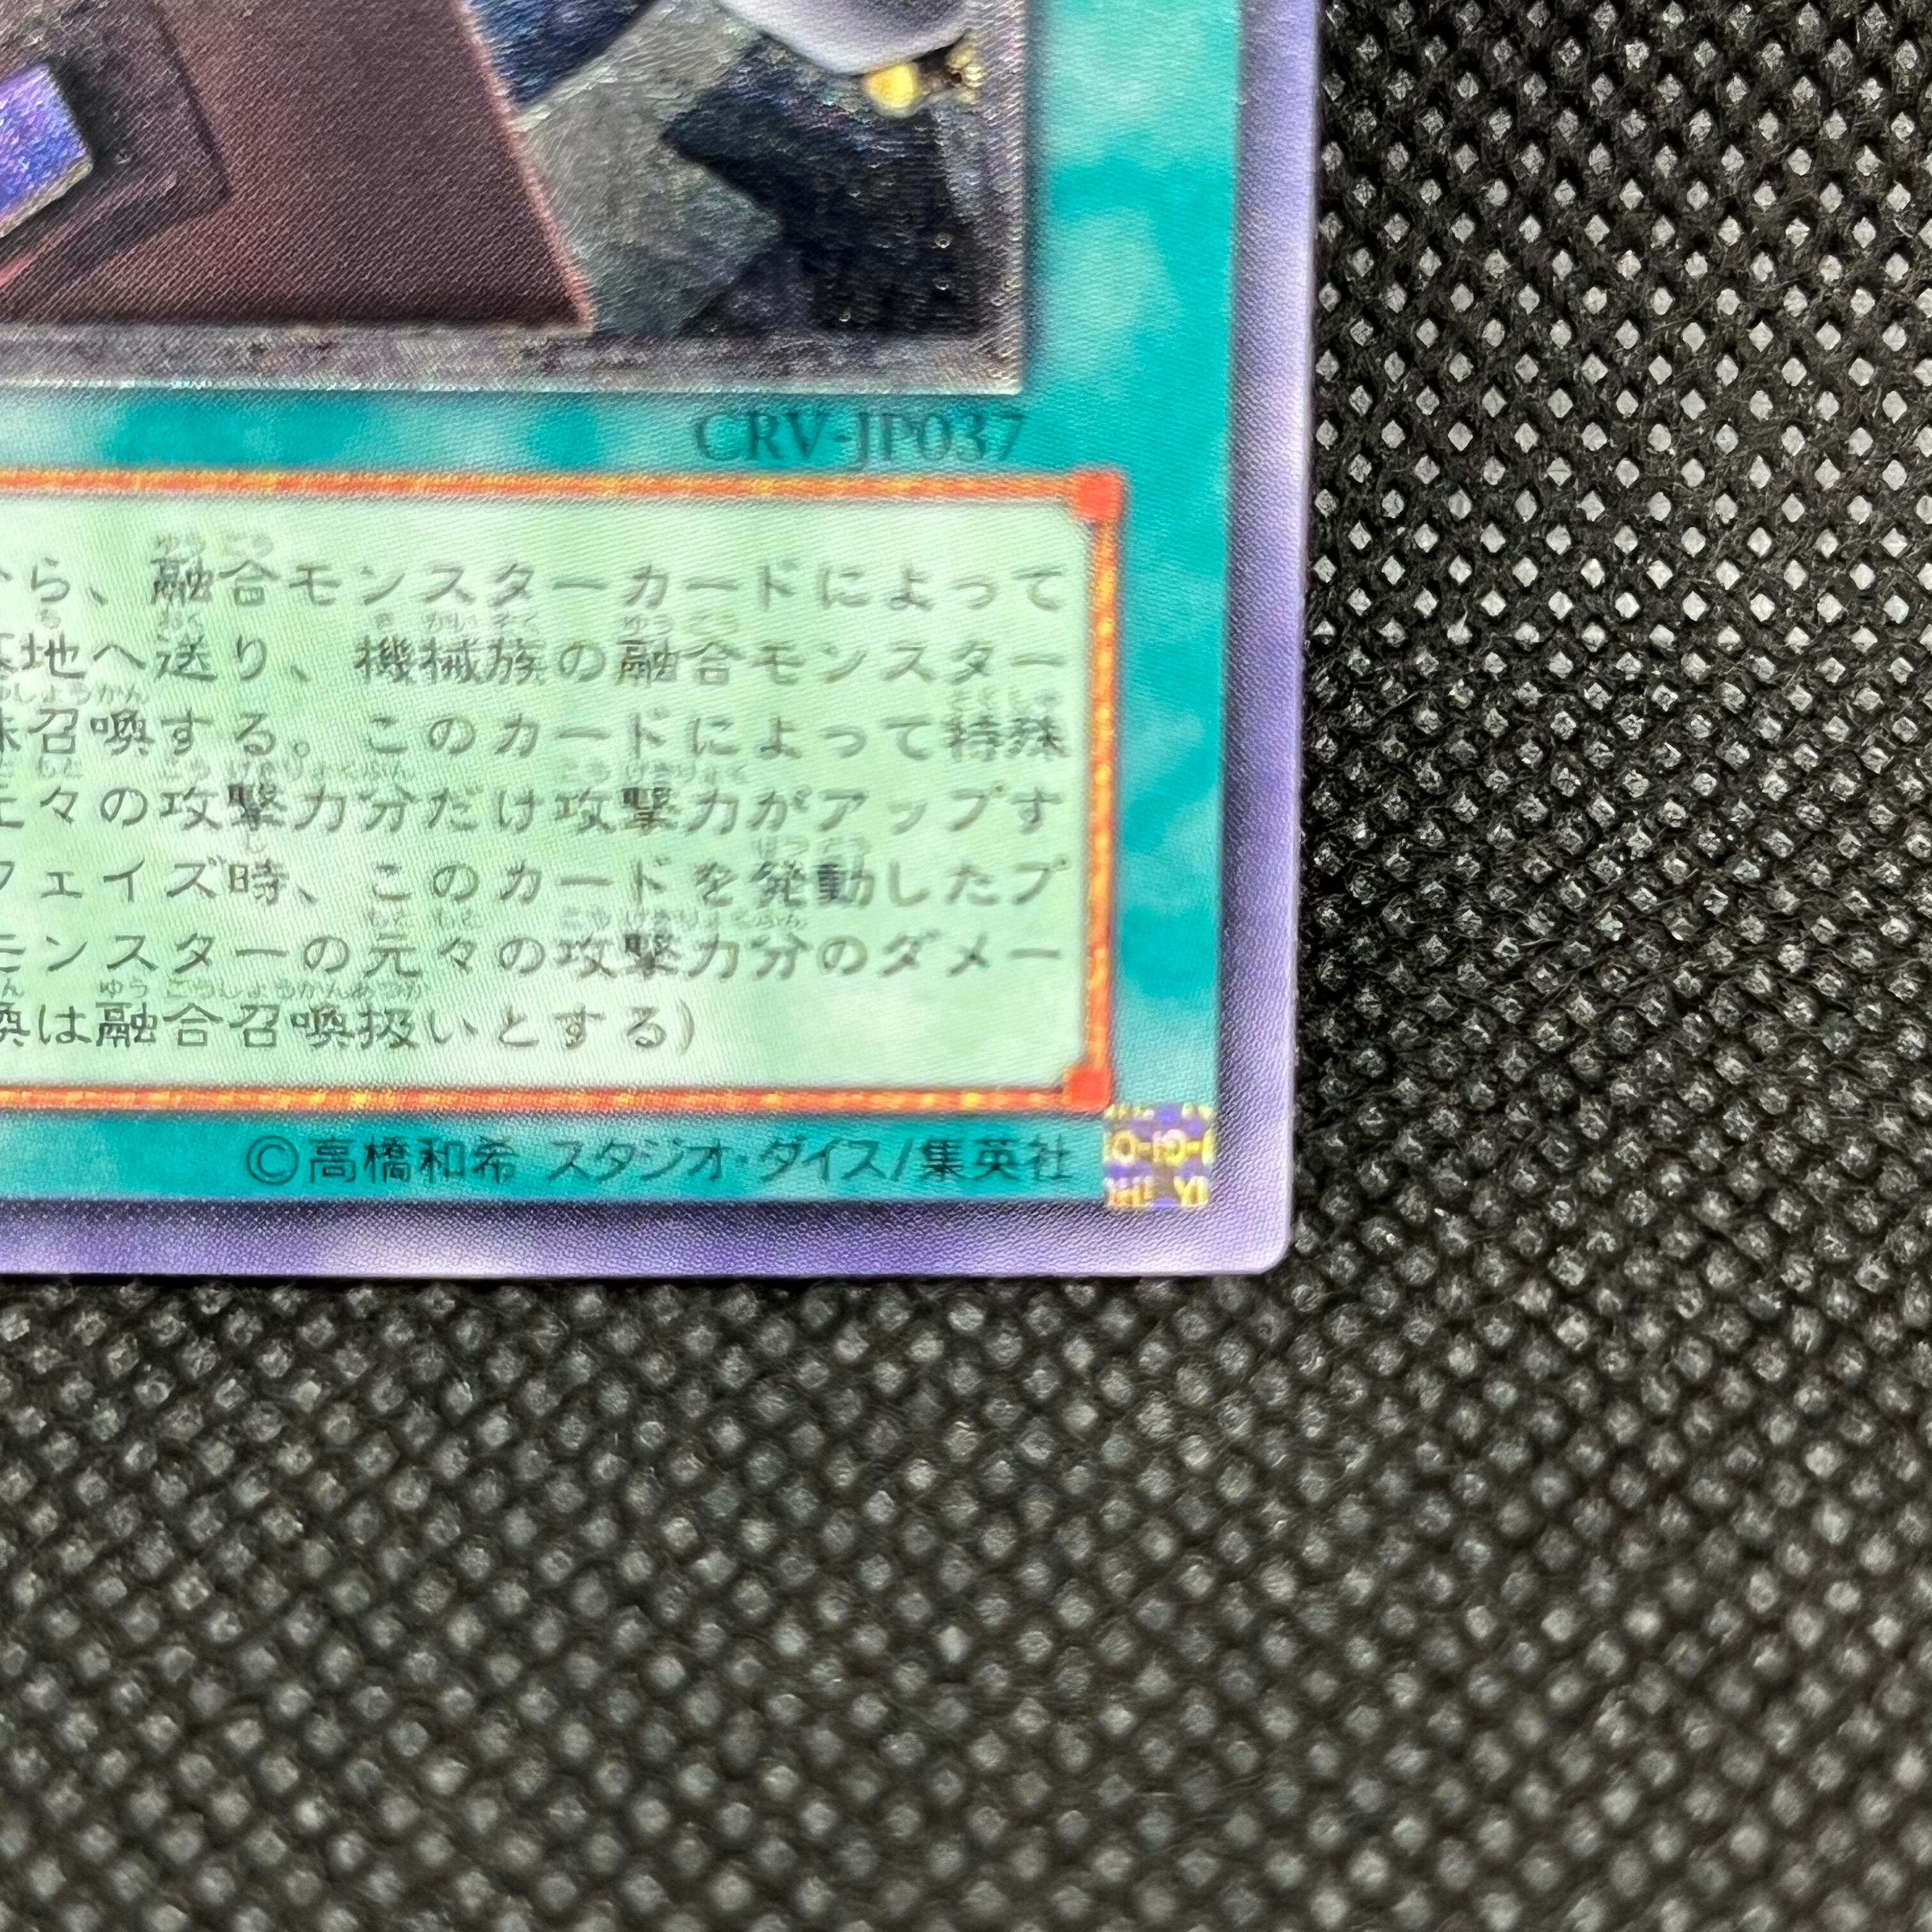 CRV-JP037
ら、融合モンスターカードによって
墓地へ送り、機械族の融合モンスター
殊召喚する。このカードによって特殊
元々の攻撃力分だけ攻撃力がアップす
フェイズ時、このカードを発動したプ
モンスターの元々の攻撃力分のダメー
喚は融合召喚扱いとする)
©高橋和希 スタジオ・ダイス/集英社